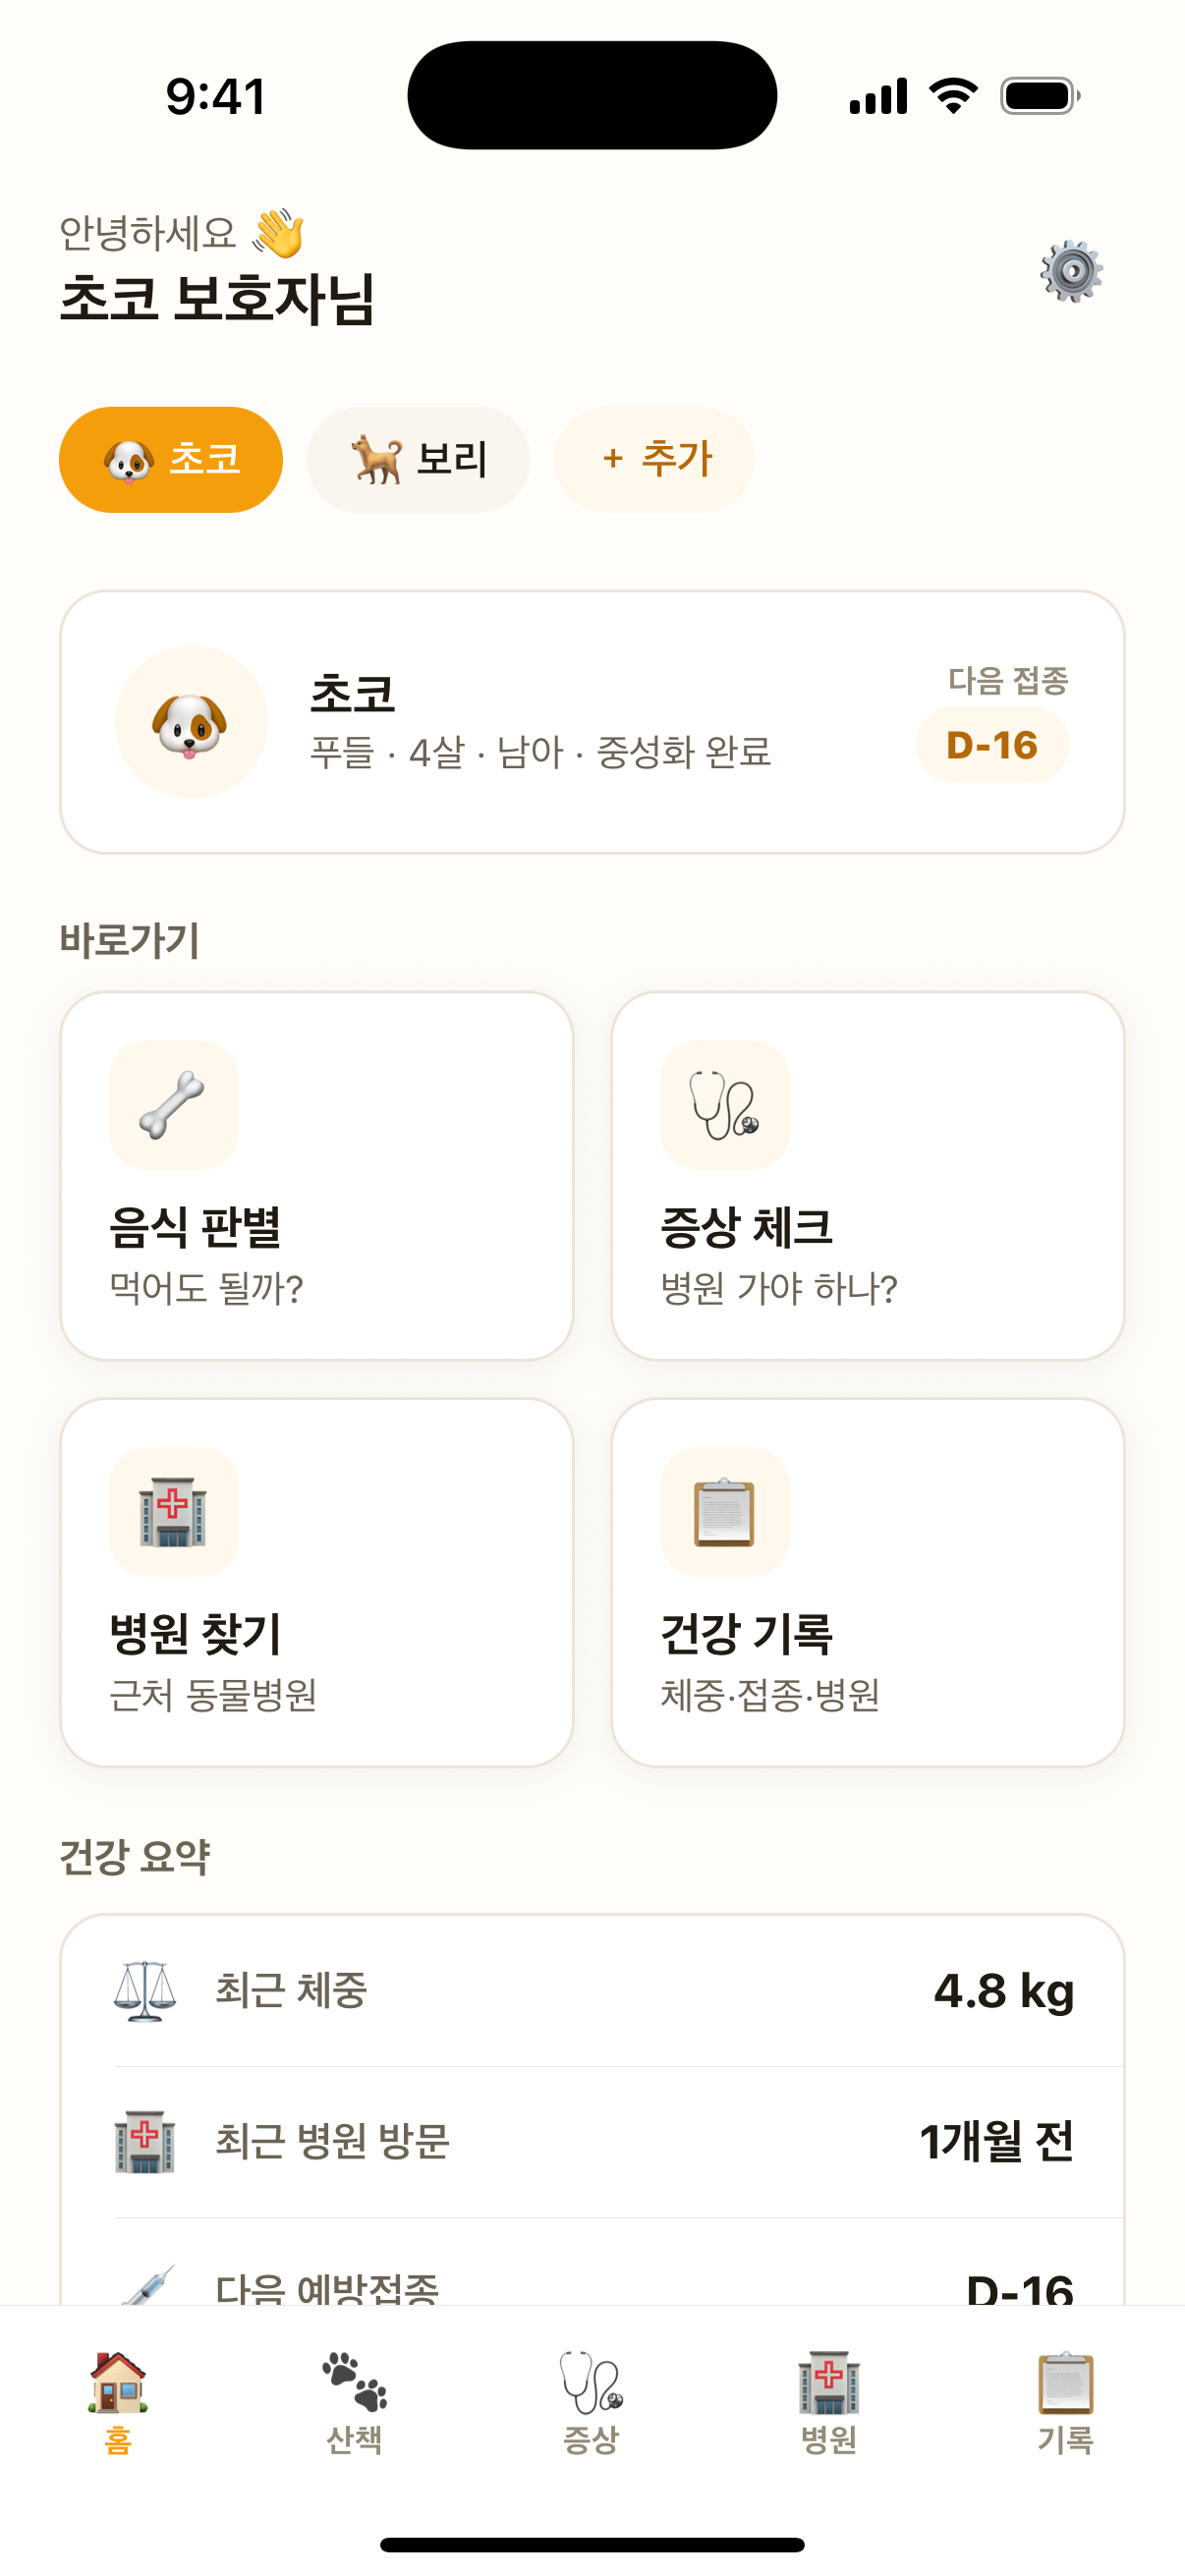 9:41
안녕하세요 👋
초코 보호자님
초코
보리
+ 추가
초코
푸들 · 4살 · 남아 · 중성화 완료
다음 접종
D-16
바로가기
음식 판별
먹어도 될까?
증상 체크
병원 가야 하나?
병원 찾기
근처 동물병원
건강 기록
체중·접종·병원
건강 요약
최근 체중
4.8 kg
최근 병원 방문
1개월 전
다음 예방접종
D-16
홈
산책
증상
병원
기록